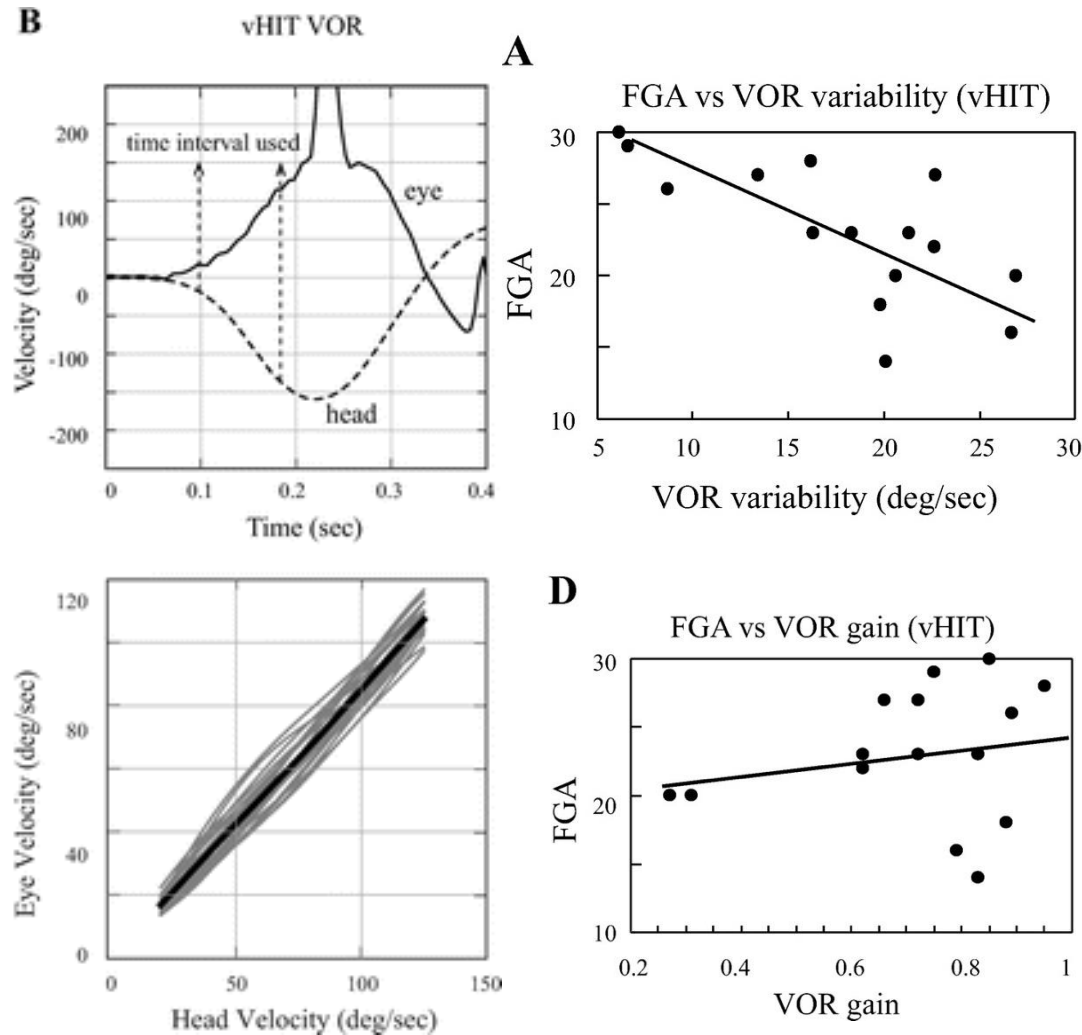 B
vHIT VOR
200
100
0
-100
-200
Velocity (deg/sec)
time interval used
eye
head
0 0.1 0.2 0.3 0.4
Time (sec)
A
FGA vs VOR variability (vHIT)
30
20
10
FGA
5 10 15 20 25 30
VOR variability (deg/sec)
120
80
40
0
Eye Velocity (deg/sec)
0 50 100 150
Head Velocity (deg/sec)
D
FGA vs VOR gain (vHIT)
30
20
10
FGA
0.2 0.4 0.6 0.8 1
VOR gain